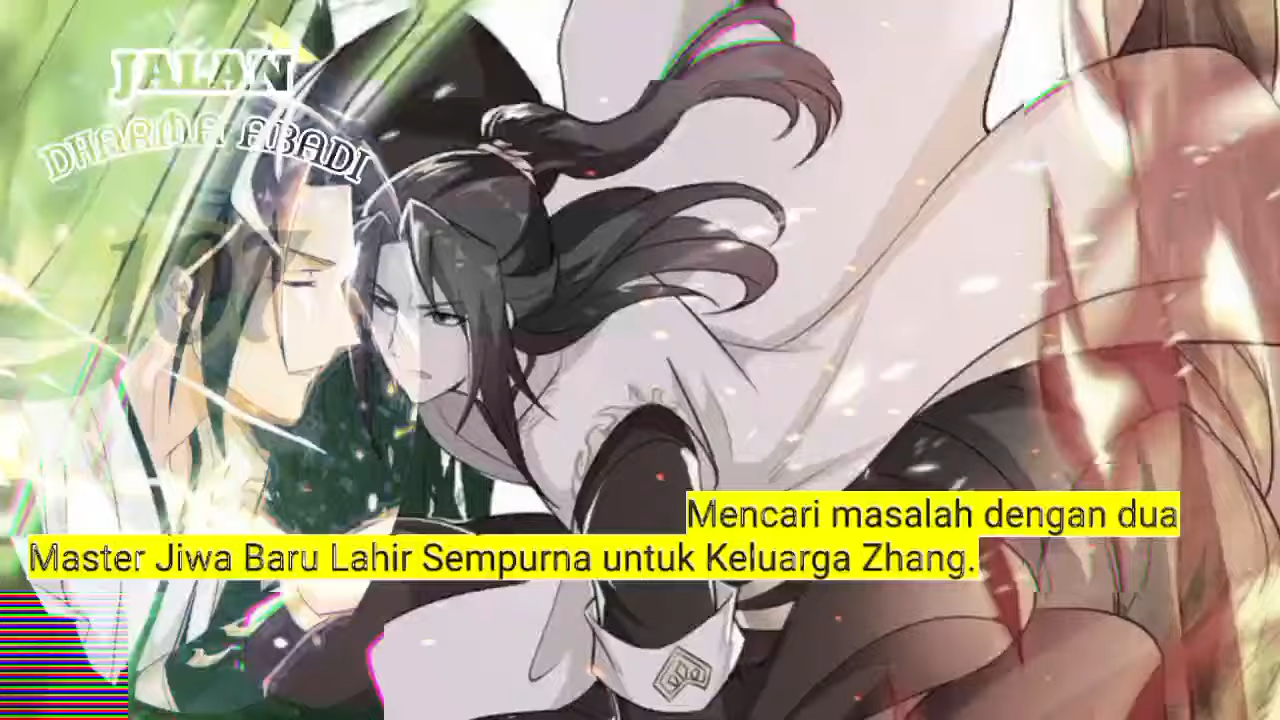 JALAN
DHARMA ABADI
Mencari masalah dengan dua
Master Jiwa Baru Lahir Sempurna untuk Keluarga Zhang.